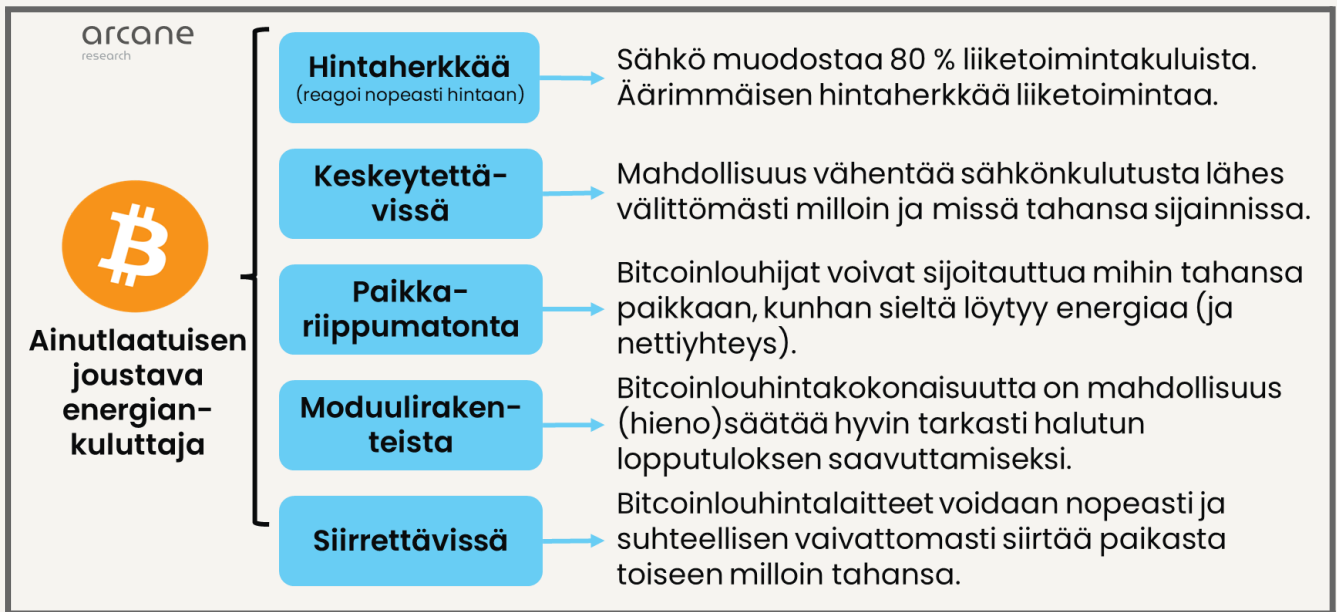 arcane
research
Ainutlaatuisen
joustava
energian-
kuluttaja
Hintaherkkää
(reagoi nopeasti hintaan)
Sähkö muodostaa 80 % liiketoimintakuluista.
Äärimmäisen hintaherkkää liiketoimintaa.
Keskeytettä-
vissä
Mahdollisuus vähentää sähkönkulutusta lähes
välittömästi milloin ja missä tahansa sijainnissa.
Paikka-
riippumatonta
Bitcoinlouhijat voivat sijoitautua mihin tahansa
paikkaan, kunhan sieltä löytyy energiaa (ja
nettiyhteys).
Moduuliraken-
teista
Bitcoinlouhintakokonaisuutta on mahdollisuus
(hieno)säätää hyvin tarkasti halutun
lopputuloksen saavuttamiseksi.
Siirrettävissä
Bitcoinlouhintalaitteet voidaan nopeasti ja
suhteellisen vaivattomasti siirtää paikasta
toiseen milloin tahansa.